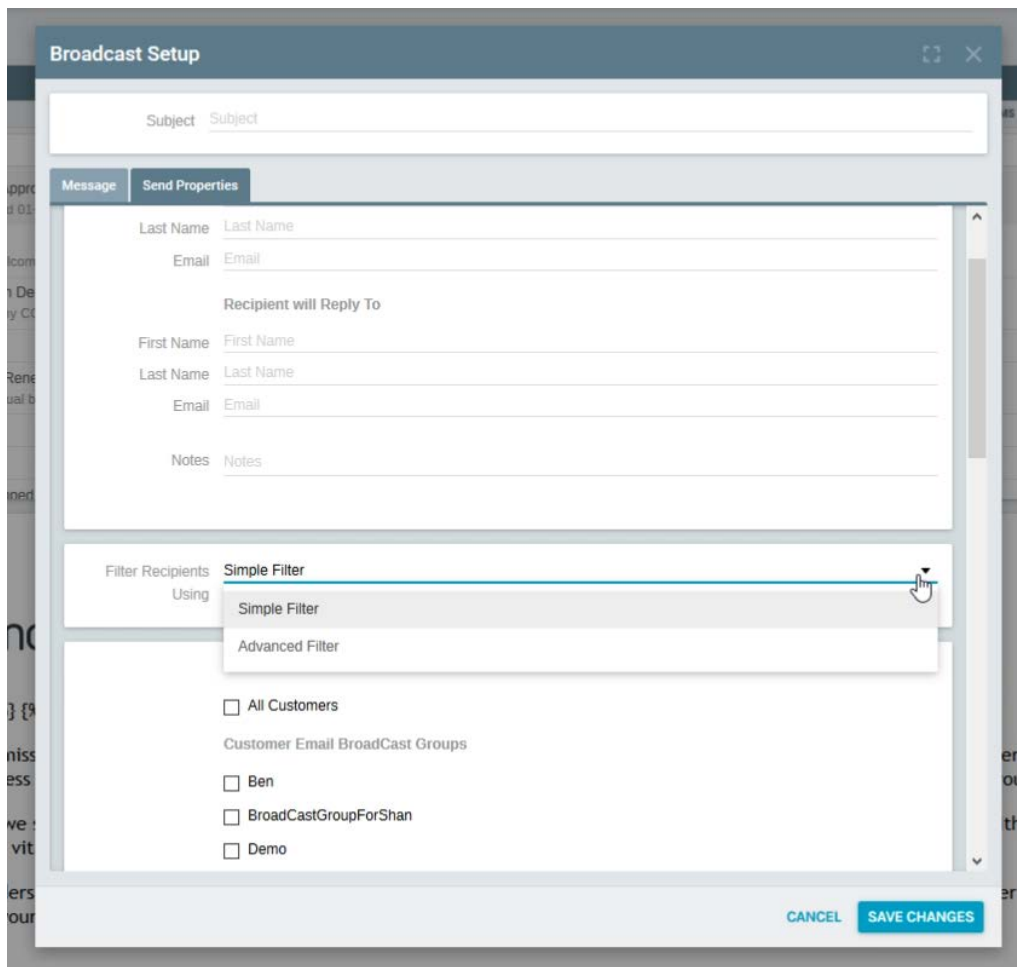 Broadcast Setup
Subject Subject
Message Send Properties
Last Name Last Name
Email Email
Recipient will Reply To
First Name First Name
Last Name Last Name
Email Email
Notes Notes
Filter Recipients Using Simple Filter
Simple Filter
Advanced Filter
All Customers
Customer Email BroadCast Groups
Ben
BroadCastGroupForShan
Demo
CANCEL SAVE CHANGES